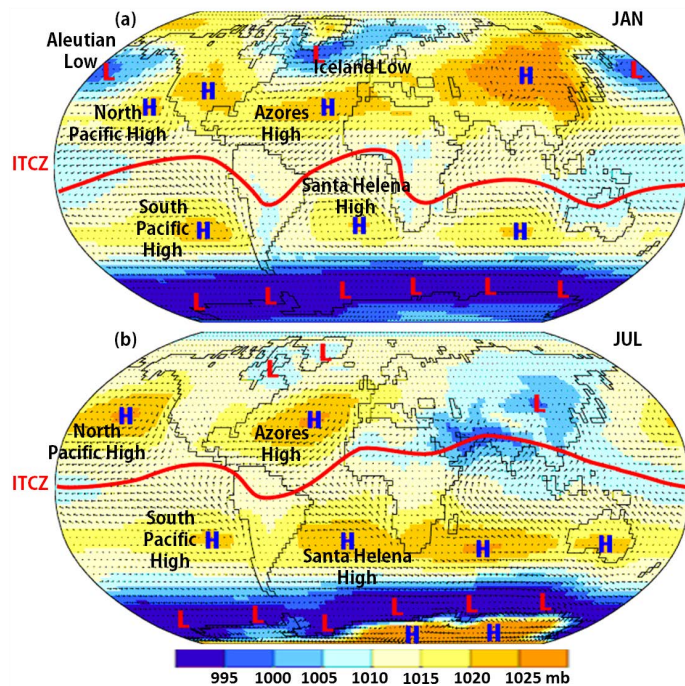 (a)
JAN
Aleutian
Low
L
L
Iceland Low
L
H
H
H
H
North
Pacific High
Azores
High
ITCZ
Santa Helena
High
South
Pacific
High
H
H
H
L
L
L
L
L
L
(b)
JUL
L
L
L
H
H
North
Pacific High
Azores
High
ITCZ
South
Pacific
High
H
H
H
H
Santa Helena
High
L
L
L
L
L
L
H
H
995 1000 1005 1010 1015 1020 1025 mb